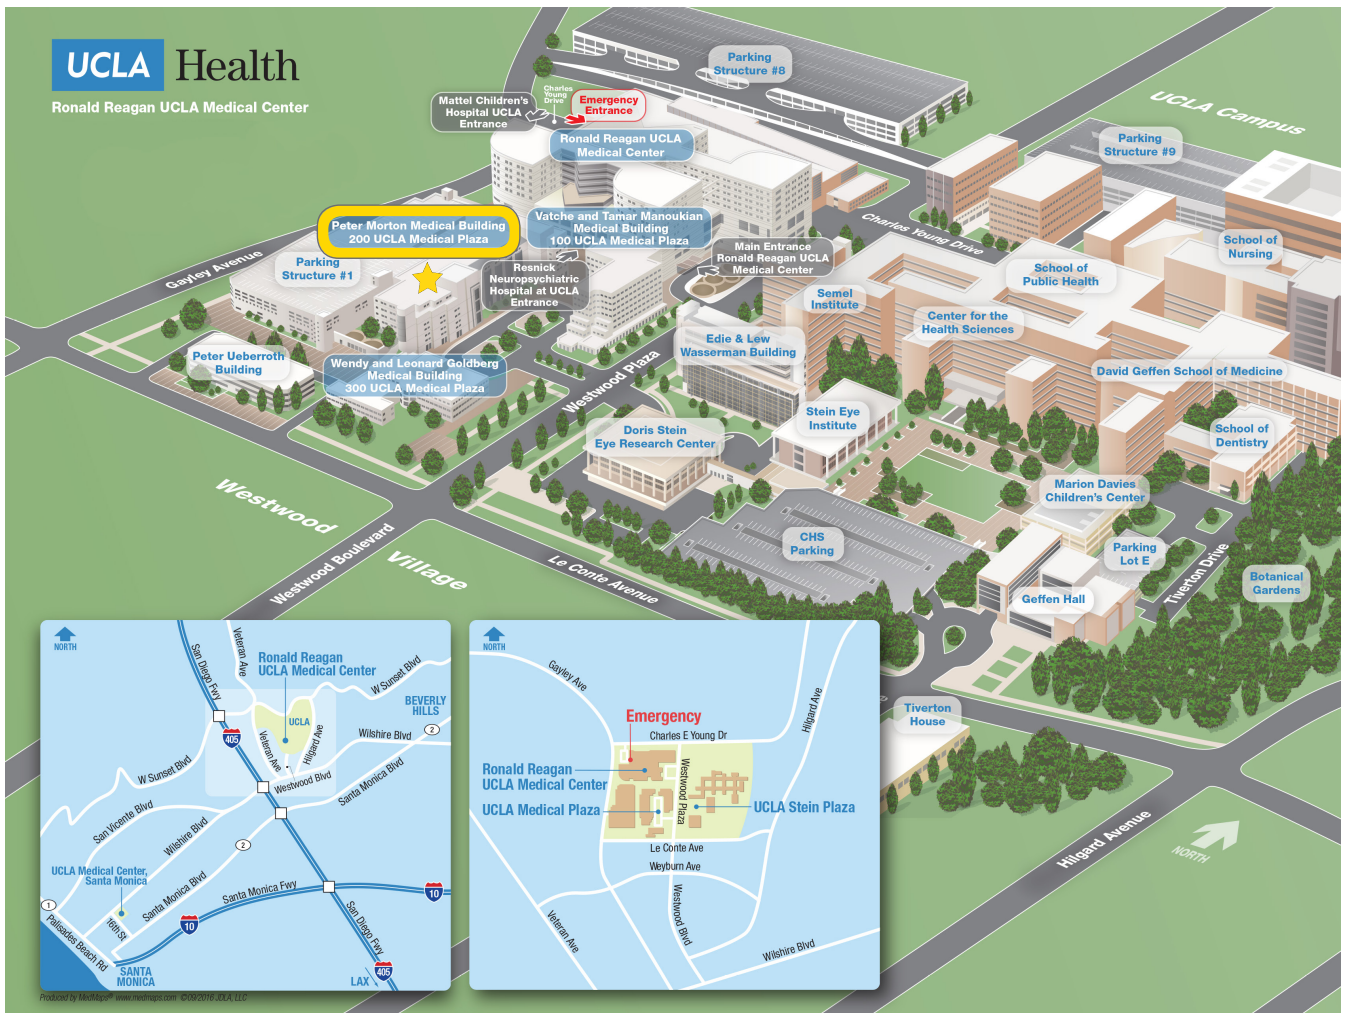 UCLA Health
Ronald Reagan UCLA Medical Center
Parking
Structure #8
Mattel Children's
Hospital UCLA
Entrance
Charles
Young
Drive
Emergency
Entrance
Ronald Reagan UCLA
Medical Center
UCLA Campus
Parking
Structure #9
Peter Morton Medical Building
200 UCLA Medical Plaza
Vatche and Tamar Manoukian
Medical Building
100 UCLA Medical Plaza
Main Entrance
Ronald Reagan UCLA
Medical Center
Charles Young Drive
School of
Nursing
Gayley Avenue
Parking
Structure #1
Resnick
Neuropsychiatric
Hospital at UCLA
Entrance
School of
Public Health
Semel
Institute
Center for the
Health Sciences
Peter Ueberroth
Building
Wendy and Leonard Goldberg
Medical Building
300 UCLA Medical Plaza
Edie & Lew
Wasserman Building
Westwood Plaza
David Geffen School of Medicine
Stein Eye
Institute
Doris Stein
Eye Research Center
School of
Dentistry
Marion Davies
Children's Center
Westwood
Village
Westwood Boulevard
Le Conte Avenue
CHS
Parking
Parking
Lot E
Tiverton Drive
Botanical
Gardens
Geffen Hall
Tiverton
House
Hilgard Avenue
NORTH
NORTH
San Diego Fwy
Veteran Ave
Ronald Reagan
UCLA Medical Center
W Sunset Blvd
BEVERLY
HILLS
2
UCLA
405
Veteran Ave
Hilgard Ave
Wilshire Blvd
W Sunset Blvd
Westwood Blvd
Santa Monica Blvd
San Vicente Blvd
Wilshire Blvd
2
UCLA Medical Center,
Santa Monica
Santa Monica Blvd
Santa Monica Fwy
10
1
16th St
10
San Diego Fwy
Palisades Beach Rd
SANTA
MONICA
405
LAX
NORTH
Gayley Ave
Hilgard Ave
Emergency
Charles E Young Dr
Ronald Reagan
UCLA Medical Center
Westwood Plaza
UCLA Medical Plaza
UCLA Stein Plaza
Le Conte Ave
Weyburn Ave
Veteran Ave
Westwood Blvd
Wilshire Blvd
Produced by MedMaps® www.medmaps.com ©09/2016 JDLA, LLC